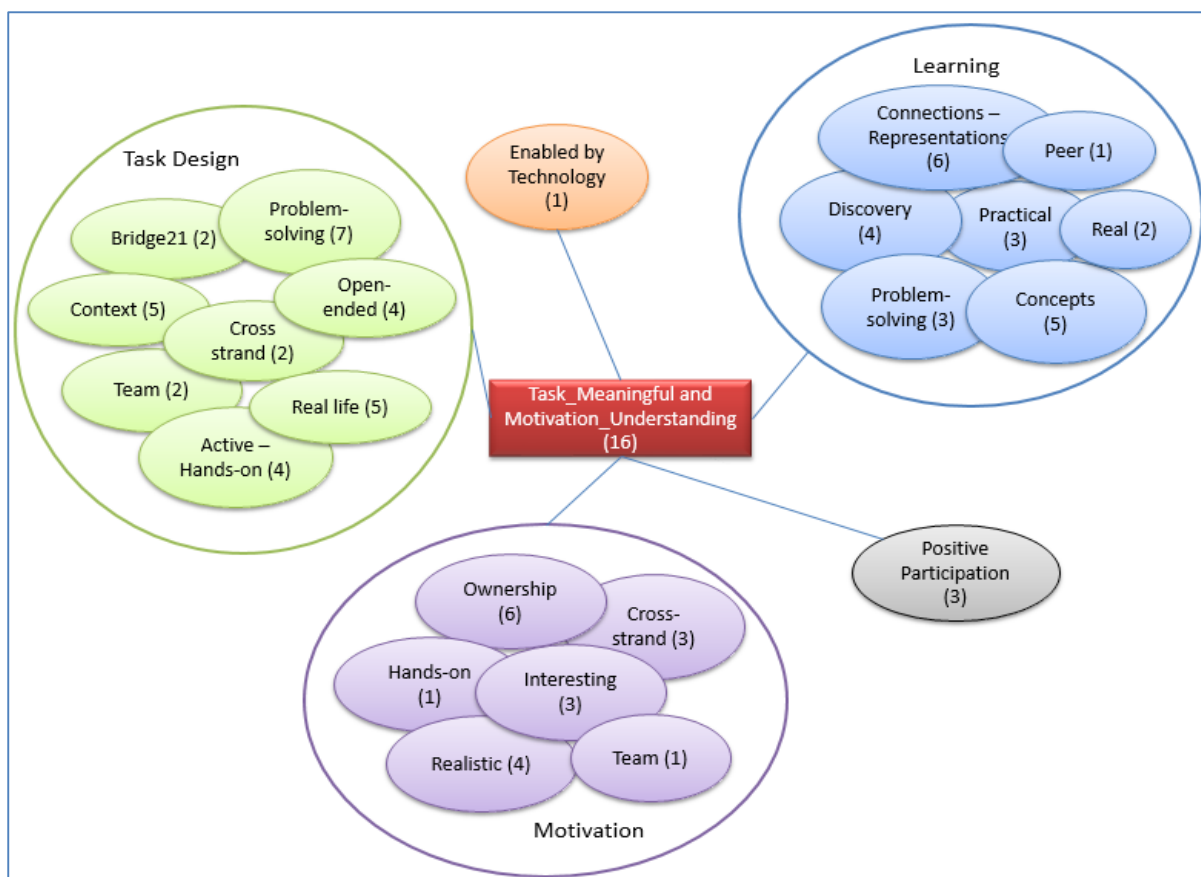 Task Design
Bridge21 (2)
Problem-
solving (7)
Context (5)
Open-
ended (4)
Cross
strand (2)
Team (2)
Real life (5)
Active –
Hands-on (4)
Enabled by
Technology
(1)
Learning
Connections –
Representations
(6)
Peer (1)
Discovery
(4)
Practical
(3)
Real (2)
Problem-
solving (3)
Concepts
(5)
Task_Meaningful and
Motivation_Understanding
(16)
Positive
Participation
(3)
Ownership
(6)
Cross-
strand (3)
Hands-on
(1)
Interesting
(3)
Realistic (4)
Team (1)
Motivation